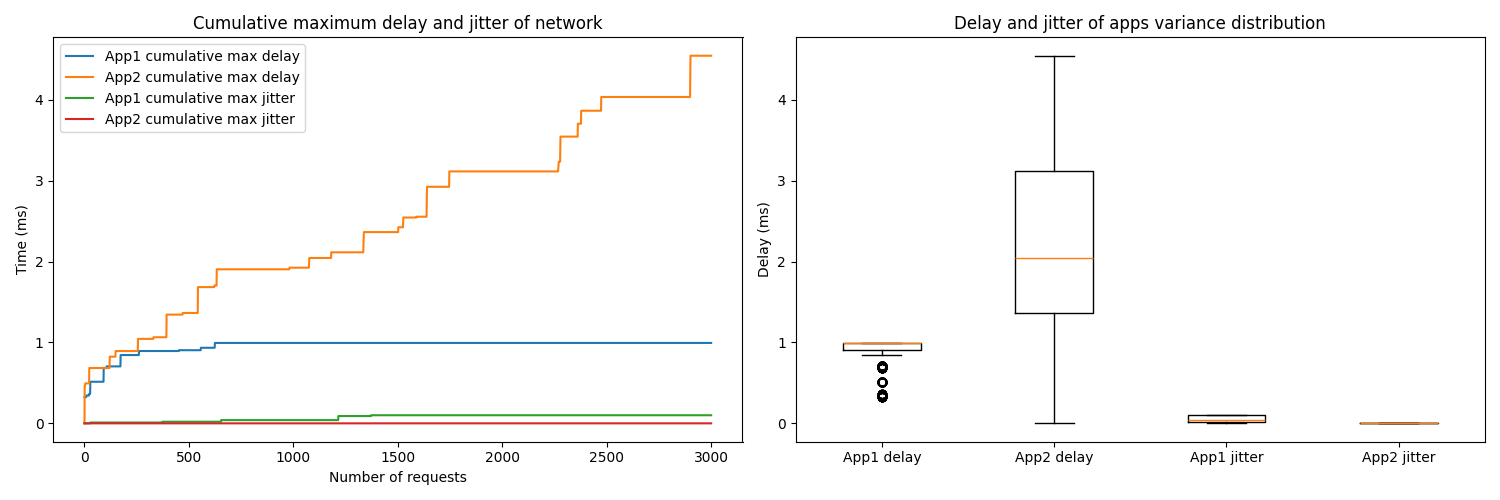 Cumulative maximum delay and jitter of network
App1 cumulative max delay
App2 cumulative max delay
App1 cumulative max jitter
App2 cumulative max jitter
Time (ms)
4
3
2
1
0
0 500 1000 1500 2000 2500 3000
Number of requests
Delay and jitter of apps variance distribution
Delay (ms)
4
3
2
1
0
App1 delay App2 delay App1 jitter App2 jitter